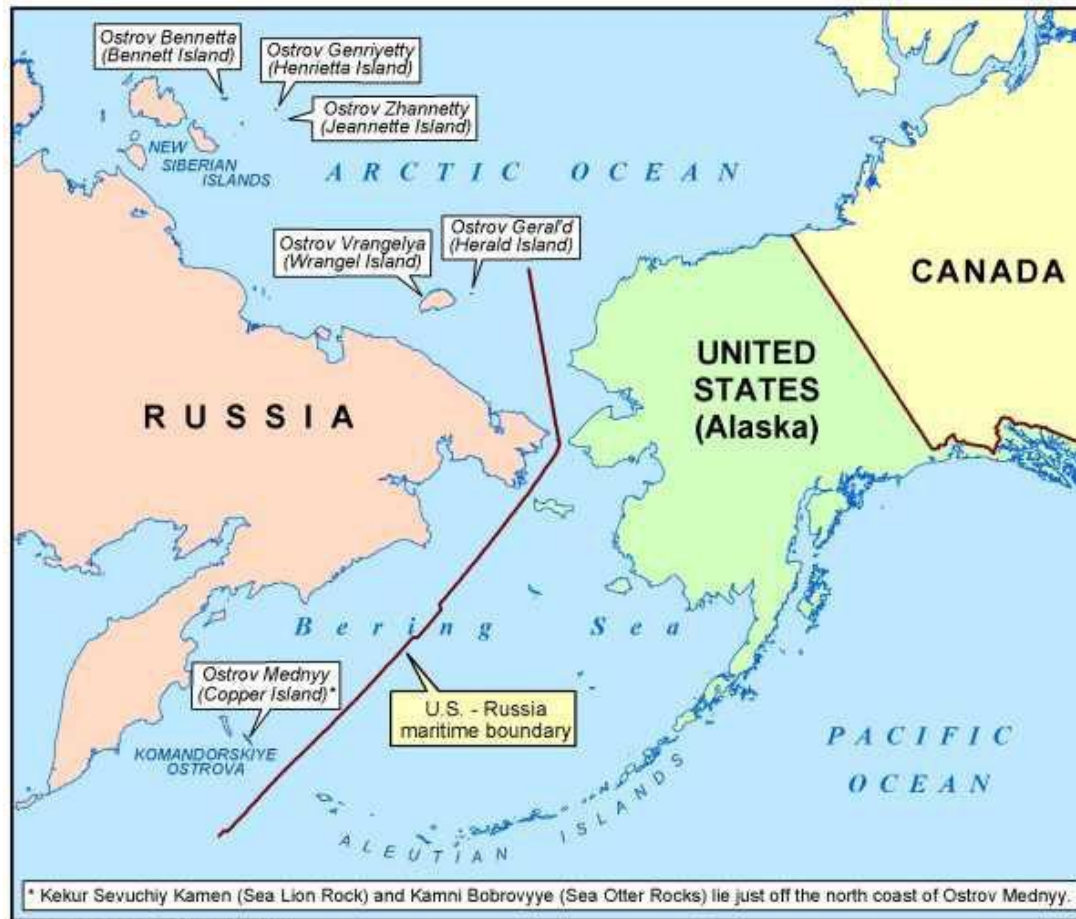 Ostrov Bennetta
(Bennett Island)
Ostrov Genriyetty
(Henrietta Island)
Ostrov Zhannetty
(Jeannette Island)
NEW
SIBERIAN
ISLANDS
ARCTIC OCEAN
Ostrov Vrangelya
(Wrangel Island)
Ostrov Geral'd
(Herald Island)
CANADA
UNITED
STATES
(Alaska)
RUSSIA
Bering Sea
Ostrov Mednyy
(Copper Island)*
U.S. - Russia
maritime boundary
KOMANDORSKIYE
OSTROVA
PACIFIC
OCEAN
ALEUTIAN ISLANDS
* Kekur Sevuchiy Kamen (Sea Lion Rock) and Kamni Bobrovyye (Sea Otter Rocks) lie just off the north coast of Ostrov Mednyy.